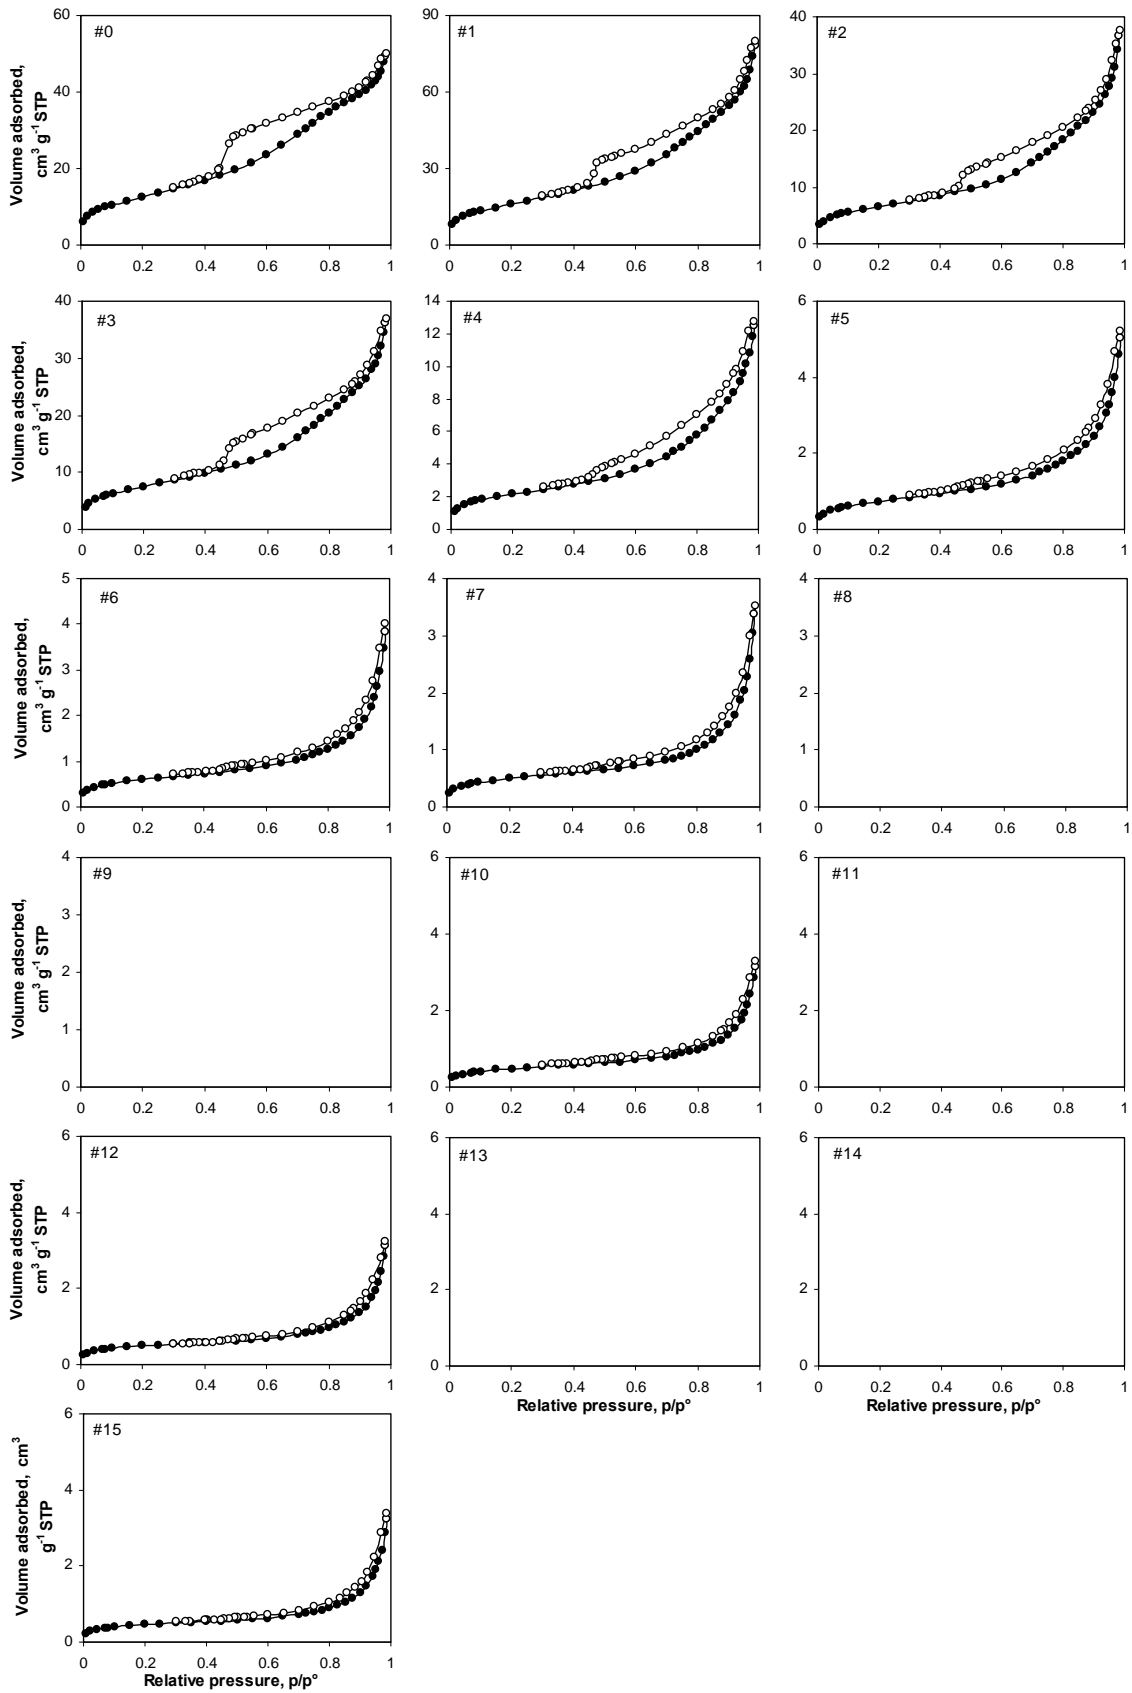 #0
60
40
20
0
0 0.2 0.4 0.6 0.8 1
Volume adsorbed,
cm³ g⁻¹ STP
#1
90
60
30
0
0 0.2 0.4 0.6 0.8 1
#2
40
30
20
10
0
0 0.2 0.4 0.6 0.8 1
#3
40
30
20
10
0
0 0.2 0.4 0.6 0.8 1
Volume adsorbed,
cm³ g⁻¹ STP
#4
14
12
10
8
6
4
2
0
0 0.2 0.4 0.6 0.8 1
#5
6
4
2
0
0 0.2 0.4 0.6 0.8 1
#6
5
4
3
2
1
0
0 0.2 0.4 0.6 0.8 1
Volume adsorbed,
cm³ g⁻¹ STP
#7
4
3
2
1
0
0 0.2 0.4 0.6 0.8 1
#8
4
3
2
1
0
0 0.2 0.4 0.6 0.8 1
#9
4
3
2
1
0
0 0.2 0.4 0.6 0.8 1
Volume adsorbed,
cm³ g⁻¹ STP
#10
6
4
2
0
0 0.2 0.4 0.6 0.8 1
#11
6
4
2
0
0 0.2 0.4 0.6 0.8 1
#12
6
4
2
0
0 0.2 0.4 0.6 0.8 1
Volume adsorbed,
cm³ g⁻¹ STP
#13
6
4
2
0
0 0.2 0.4 0.6 0.8 1
Relative pressure, p/p°
#14
6
4
2
0
0 0.2 0.4 0.6 0.8 1
Relative pressure, p/p°
#15
6
4
2
0
0 0.2 0.4 0.6 0.8 1
Relative pressure, p/p°
Volume adsorbed, cm³
g⁻¹ STP